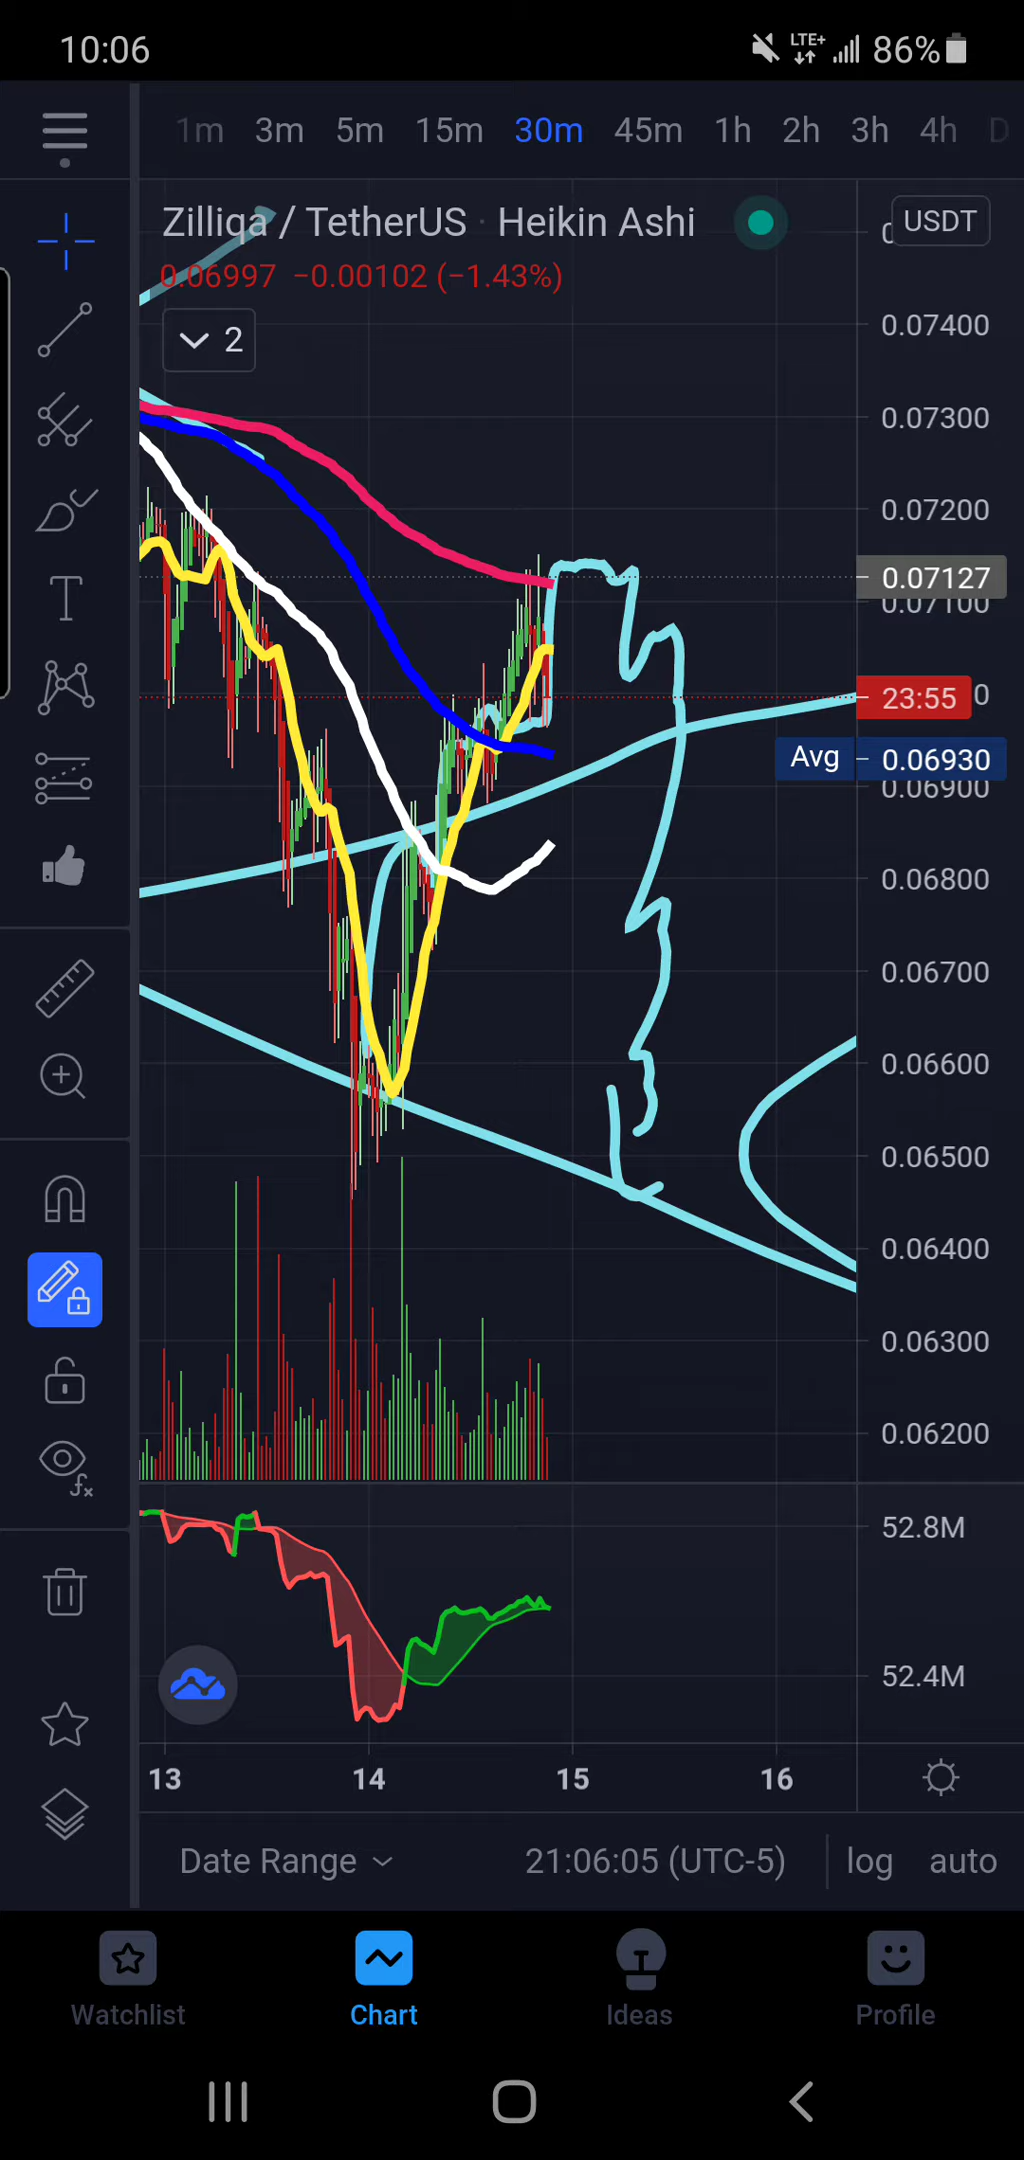 10:06 LTE+ 86%
1m 3m 5m 15m 30m 45m 1h 2h 3h 4h D
Zilliqa / TetherUS · Heikin Ashi USDT
0.06997 −0.00102 (−1.43%)
2
0.07400
0.07300
0.07200
0.07127
0.07100
23:55
Avg 0.06930
0.06900
0.06800
0.06700
0.06600
0.06500
0.06400
0.06300
0.06200
52.8M
52.4M
13 14 15 16
Date Range 21:06:05 (UTC-5) log auto
Watchlist Chart Ideas Profile